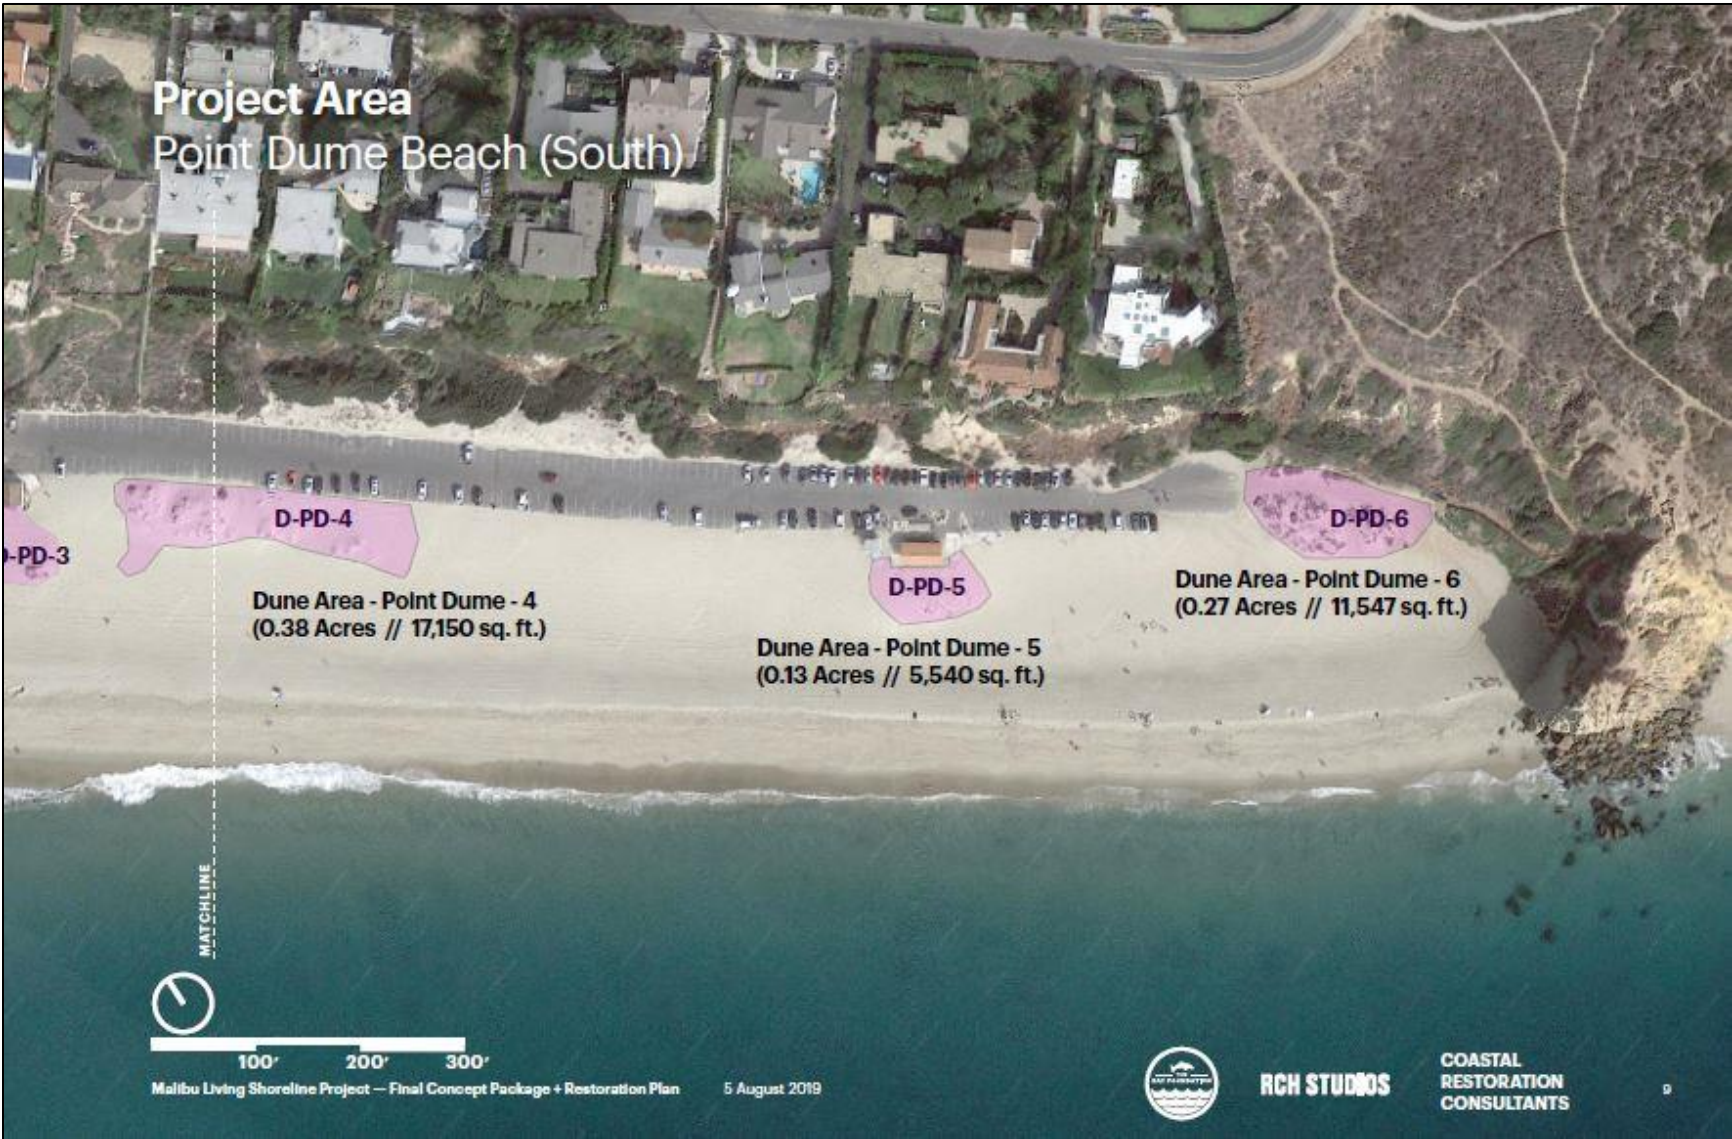 Project Area
Point Dume Beach (South)
D-PD-4
D-PD-6
-PD-3
D-PD-5
Dune Area - Point Dume - 6
(0.27 Acres // 11,547 sq. ft.)
Dune Area - Point Dume - 4
(0.38 Acres // 17,150 sq. ft.)
Dune Area - Point Dume - 5
(0.13 Acres // 5,540 sq. ft.)
MATCHLINE
100' 200' 300'
Malibu Living Shoreline Project — Final Concept Package + Restoration Plan 5 August 2019
THE
BAY FOUNDATION
RCH STUDIOS
COASTAL
RESTORATION
CONSULTANTS
9